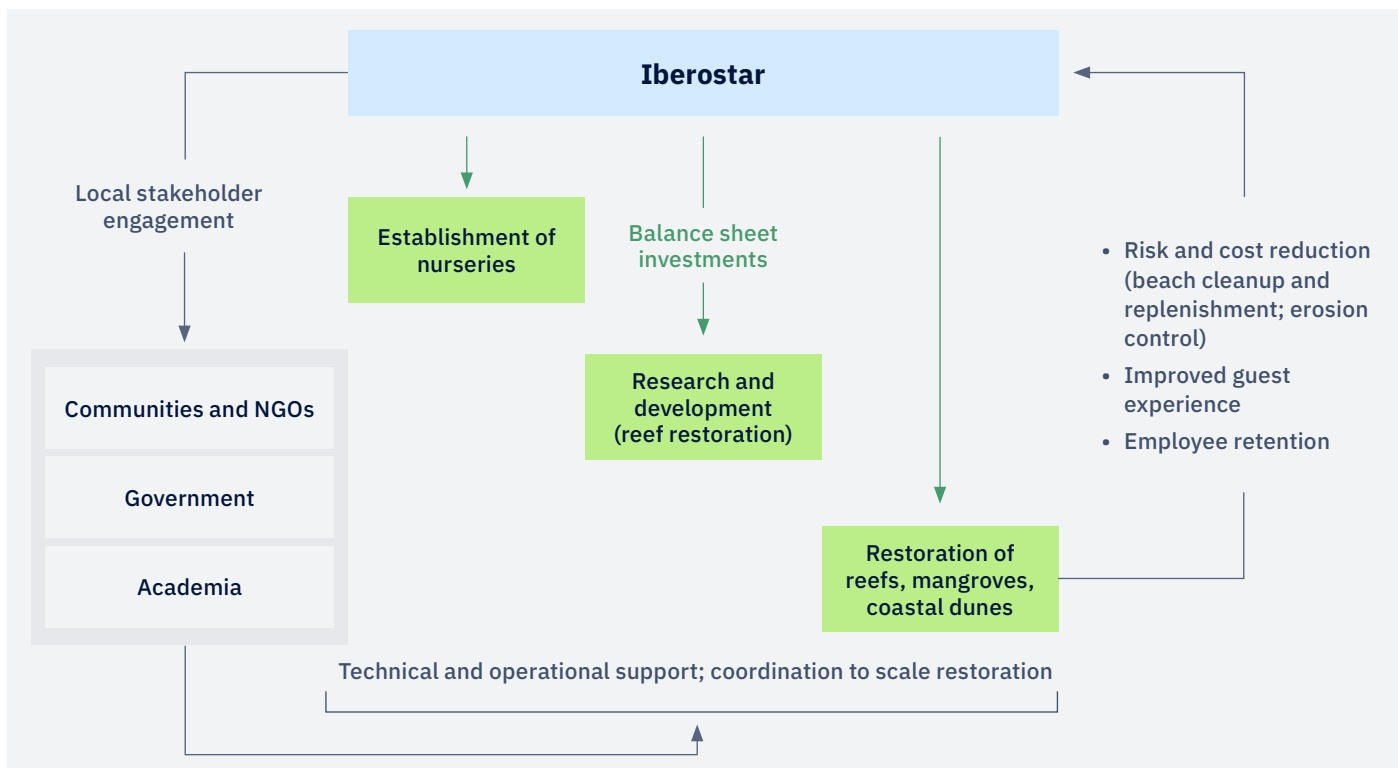 Iberostar
Local stakeholder
engagement
Establishment of
nurseries
Balance sheet
investments
Research and
development
(reef restoration)
Restoration of
reefs, mangroves,
coastal dunes
• Risk and cost reduction
(beach cleanup and
replenishment; erosion
control)
• Improved guest
experience
• Employee retention
Communities and NGOs
Government
Academia
Technical and operational support; coordination to scale restoration